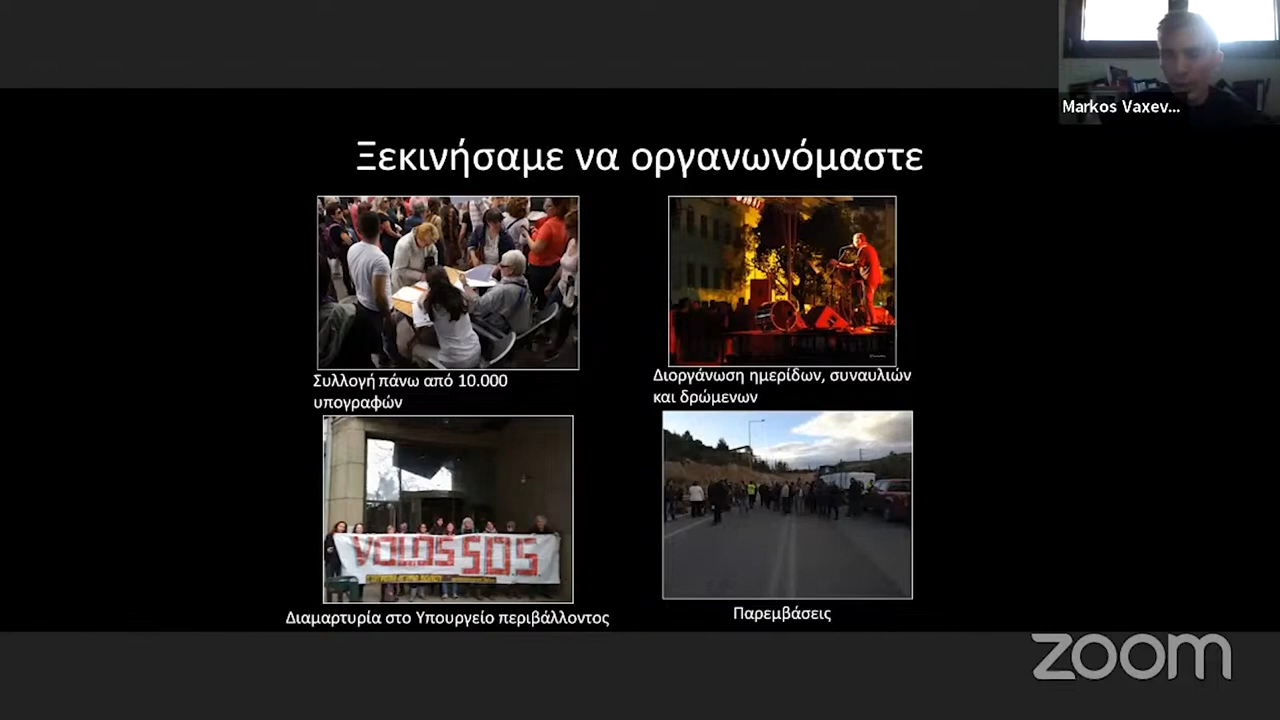 Markos Vaxev...
Ξεκινήσαμε να οργανωνόμαστε
Συλλογή πάνω από 10.000
υπογραφών
Διοργάνωση ημερίδων, συναυλιών
και δρώμενων
VOLOS S.O.S.
Διαμαρτυρία στο Υπουργείο περιβάλλοντος
Παρεμβάσεις
zoom